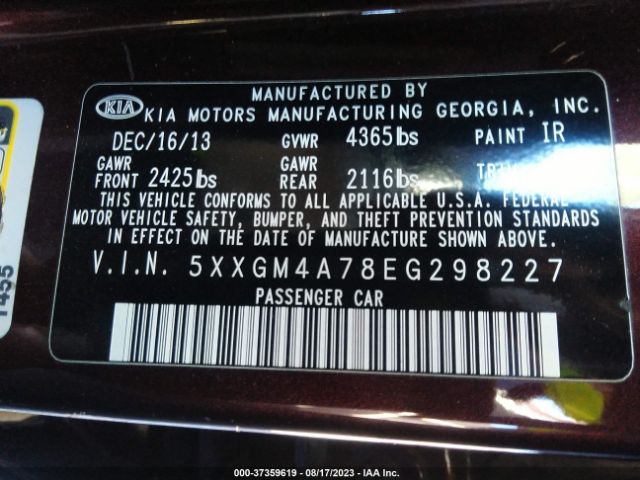 MANUFACTURED BY
KIA KIA MOTORS MANUFACTURING GEORGIA, INC.
DEC/16/13 GVWR 4365lbs PAINT IR
GAWR FRONT 2425lbs GAWR REAR 2116lbs
THIS VEHICLE CONFORMS TO ALL APPLICABLE U.S.A. FEDERAL
MOTOR VEHICLE SAFETY, BUMPER, AND THEFT PREVENTION STANDARDS
IN EFFECT ON THE DATE OF MANUFACTURE SHOWN ABOVE.
V.I.N. 5XXGM4A78EG298227
PASSENGER CAR
000-37359619 - 08/17/2023 - IAA Inc.